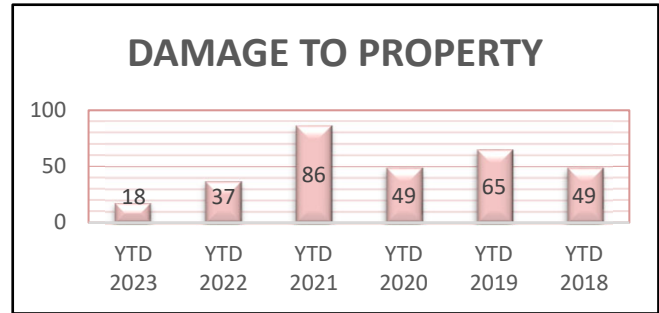 DAMAGE TO PROPERTY
100
50
0
18
37
86
49
65
49
YTD 2023
YTD 2022
YTD 2021
YTD 2020
YTD 2019
YTD 2018